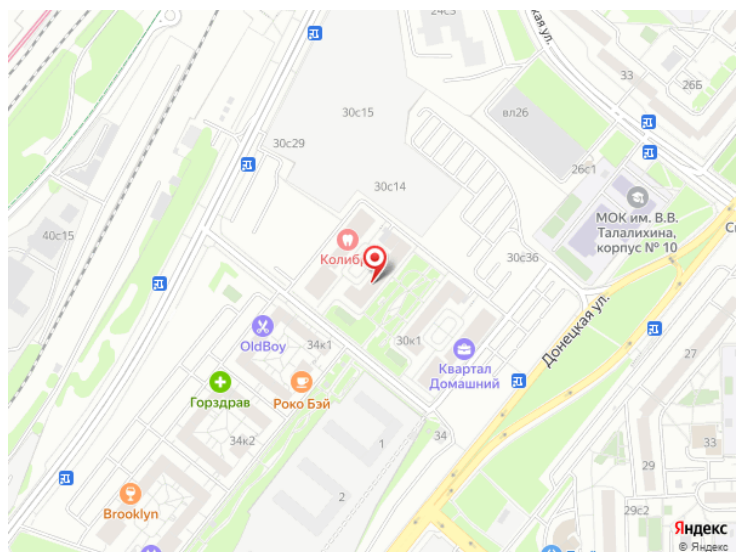 24с3
кая ул.
33
26Б
30с15
вл26
30с29
26с1
30с14
МОК им. В.В.
Талалихина,
корпус № 10
40с15
Колибр
30с36
Донецкая ул.
34к1
OldBoy
30к1
Квартал
Домашний
27
Горздрав
Роко Бэй
34к2
1
34
33
29
2
Brooklyn
29с2
Яндекс
© Яндекс